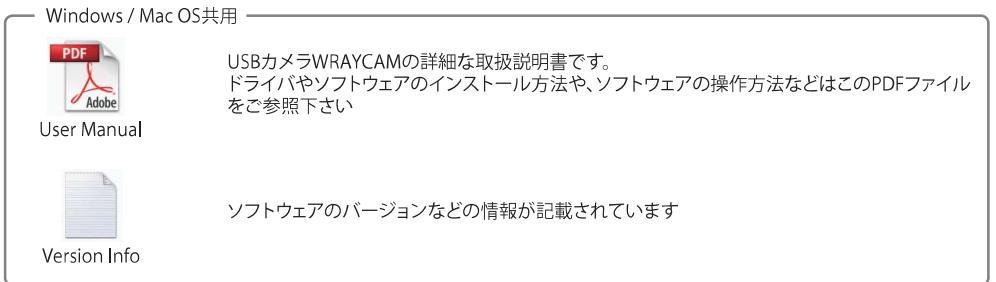 Windows / Mac OS共用
PDF
Adobe
User Manual
USBカメラWRAYCAMの詳細な取扱説明書です。
ドライバやソフトウェアのインストール方法や、ソフトウェアの操作方法などはこのPDFファイル
をご参照下さい
Version Info
ソフトウェアのバージョンなどの情報が記載されています